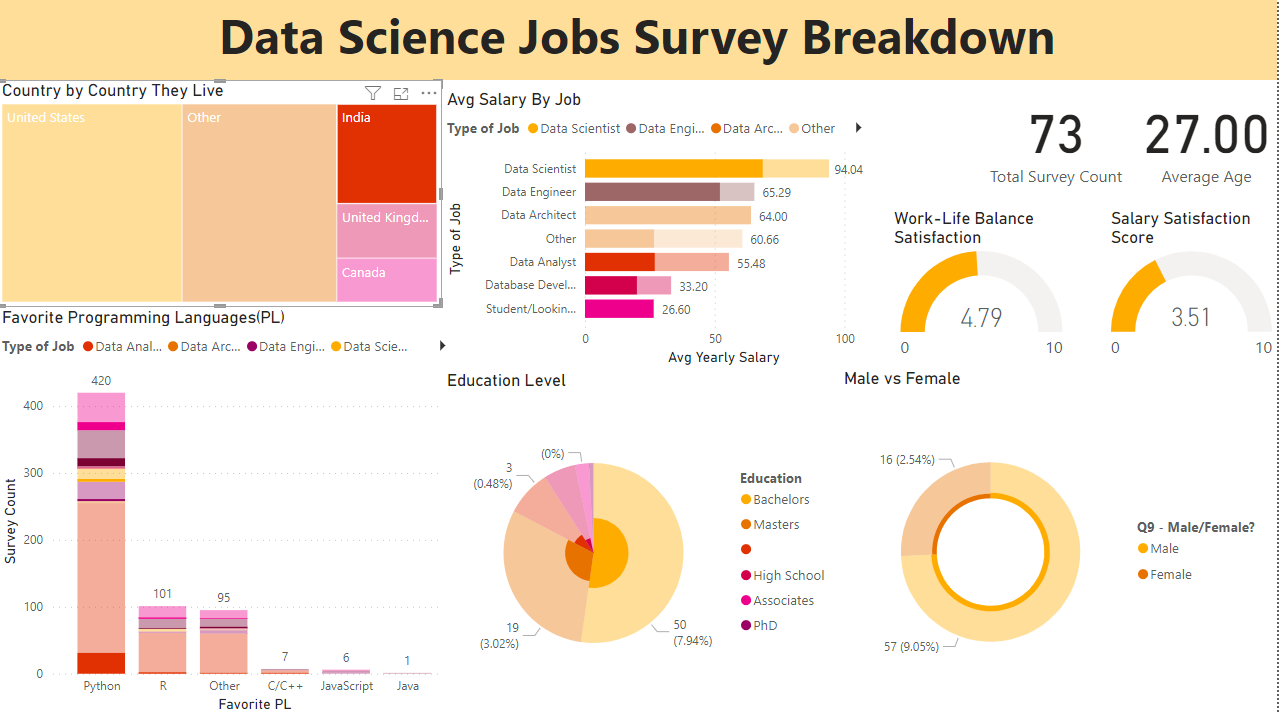 Data Science Jobs Survey Breakdown
Country by Country They Live
United States
Other
India
United Kingd...
Canada
Avg Salary By Job
Type of Job
Data Scientist
Data Engi...
Data Arc...
Other
Type of Job
Data Scientist
94.04
Data Engineer
65.29
Data Architect
64.00
Other
60.66
Data Analyst
55.48
Database Devel...
33.20
Student/Lookin...
26.60
0
50
100
Avg Yearly Salary
73
Total Survey Count
27.00
Average Age
Work-Life Balance
Satisfaction
4.79
0
10
Salary Satisfaction
Score
3.51
0
10
Favorite Programming Languages(PL)
Type of Job
Data Anal...
Data Arc...
Data Engi...
Data Scie...
Survey Count
400
300
200
100
0
420
101
95
7
6
1
Python
R
Other
C/C++
JavaScript
Java
Favorite PL
Education Level
(0%)
3
(0.48%)
19
(3.02%)
50
(7.94%)
Education
Bachelors
Masters
High School
Associates
PhD
Male vs Female
16 (2.54%)
57 (9.05%)
Q9 - Male/Female?
Male
Female